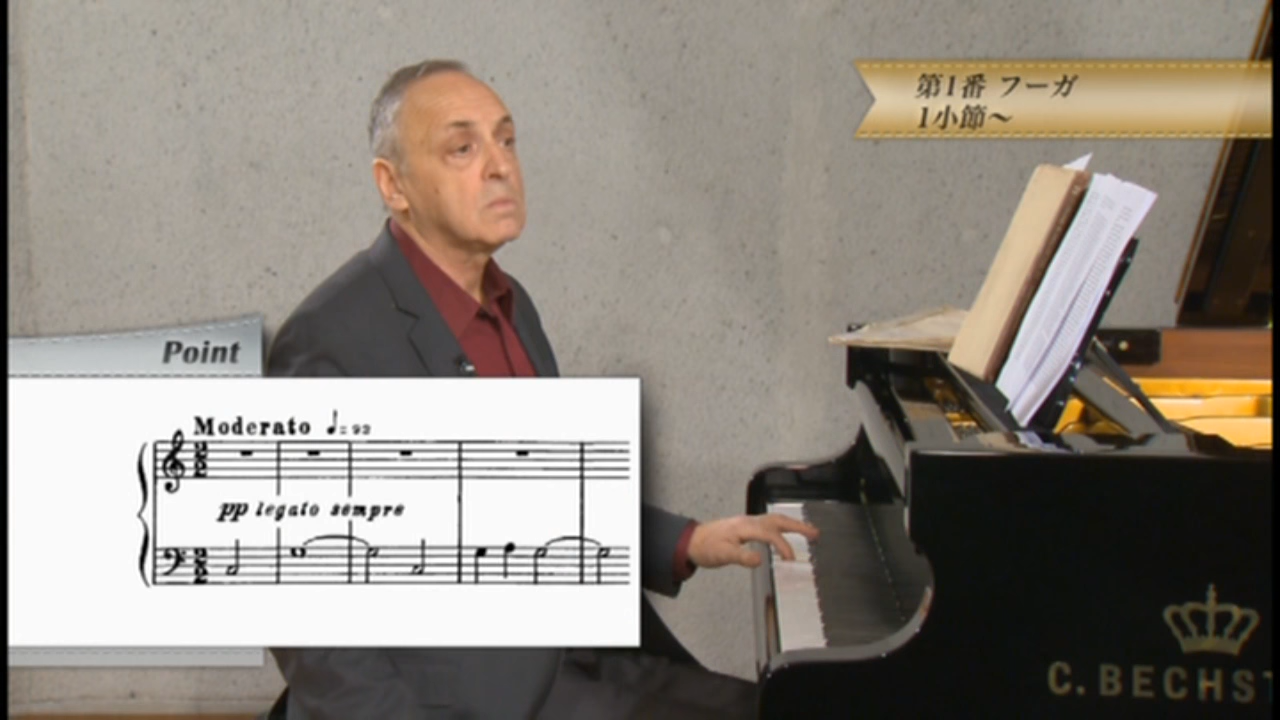 第1番 フーガ
1小節～
Point
Moderato ♩=92
pp legato sempre
C. BECHST